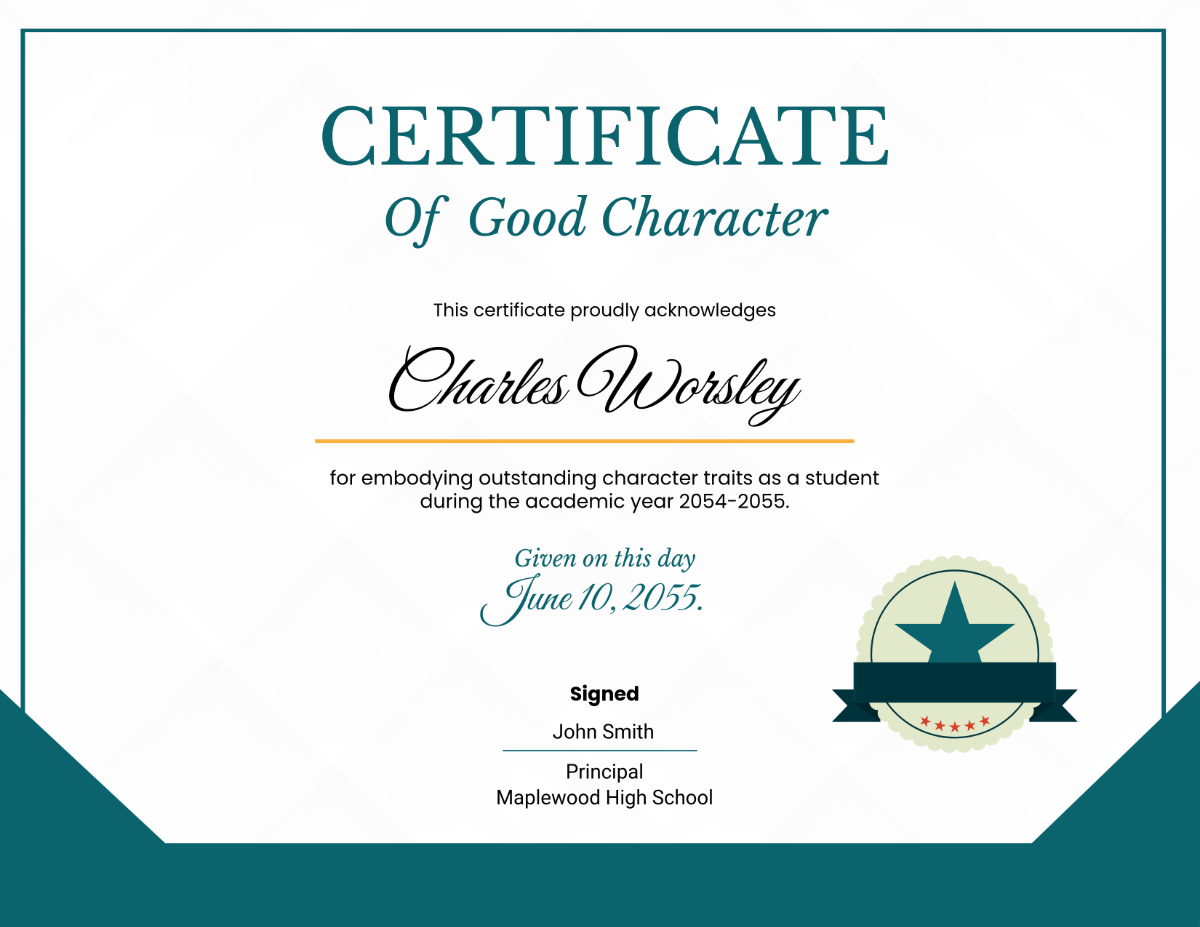 CERTIFICATE
Of Good Character
This certificate proudly acknowledges
Charles Worsley
for embodying outstanding character traits as a student
during the academic year 2054-2055.
Given on this day
June 10, 2055.
Signed
John Smith
Principal
Maplewood High School